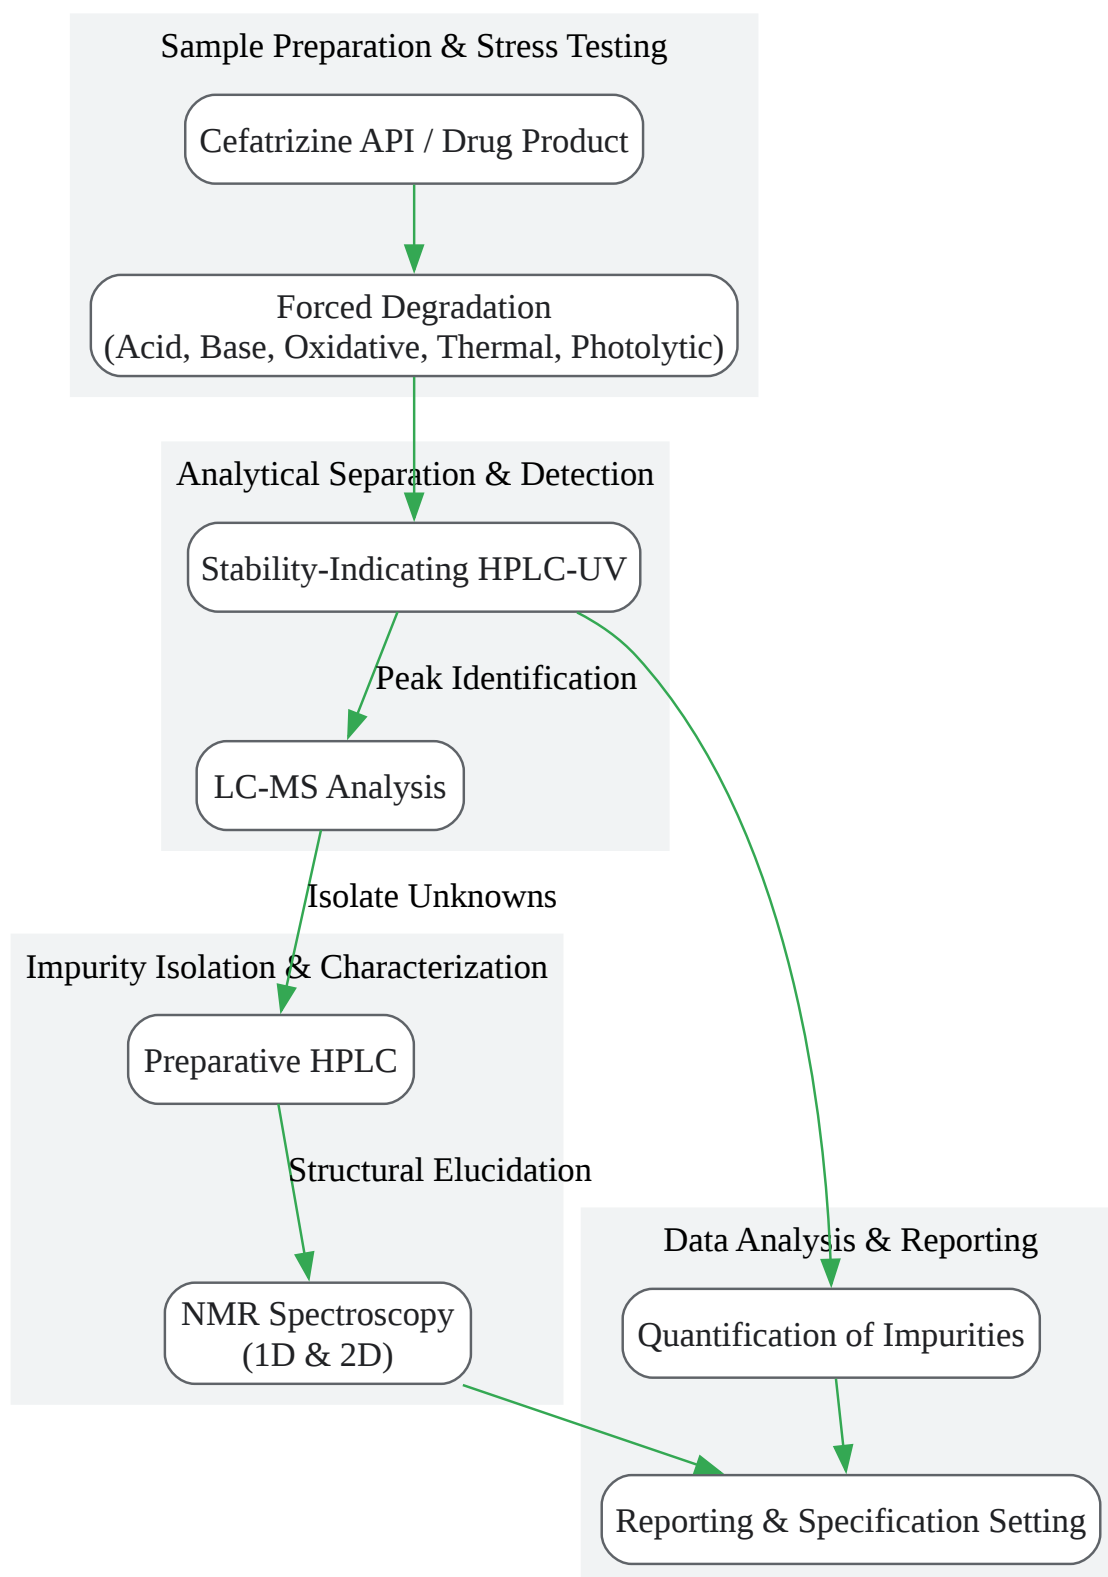 Sample Preparation & Stress Testing
Cefatrizine API / Drug Product
Forced Degradation
(Acid, Base, Oxidative, Thermal, Photolytic)
Analytical Separation & Detection
Stability-Indicating HPLC-UV
Peak Identification
LC-MS Analysis
Isolate Unknowns
Impurity Isolation & Characterization
Preparative HPLC
Structural Elucidation
NMR Spectroscopy
(1D & 2D)
Data Analysis & Reporting
Quantification of Impurities
Reporting & Specification Setting